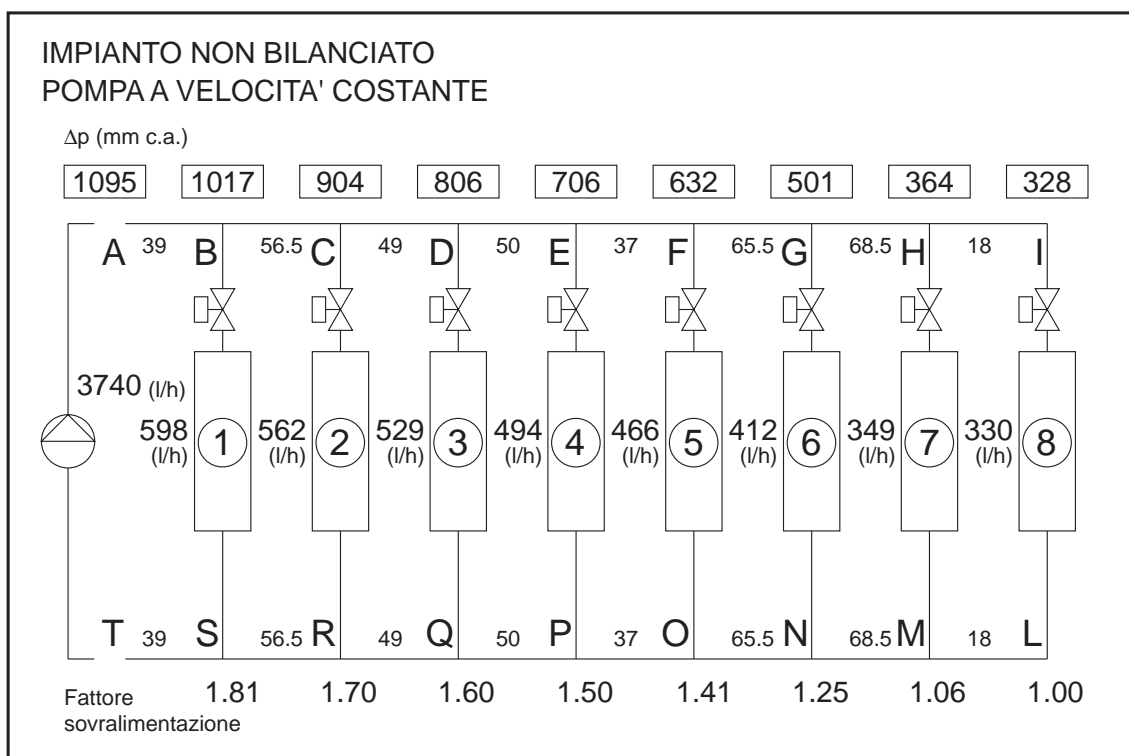 IMPIANTO NON BILANCIATO
POMPA A VELOCITA' COSTANTE
Δp (mm c.a.)
1095 1017 904 806 706 632 501 364 328
A 39 B 56.5 C 49 D 50 E 37 F 65.5 G 68.5 H 18 I
3740 (l/h)
598 (l/h) 1 562 (l/h) 2 529 (l/h) 3 494 (l/h) 4 466 (l/h) 5 412 (l/h) 6 349 (l/h) 7 330 (l/h) 8
T 39 S 56.5 R 49 Q 50 P 37 O 65.5 N 68.5 M 18 L
Fattore
sovralimentazione
1.81 1.70 1.60 1.50 1.41 1.25 1.06 1.00